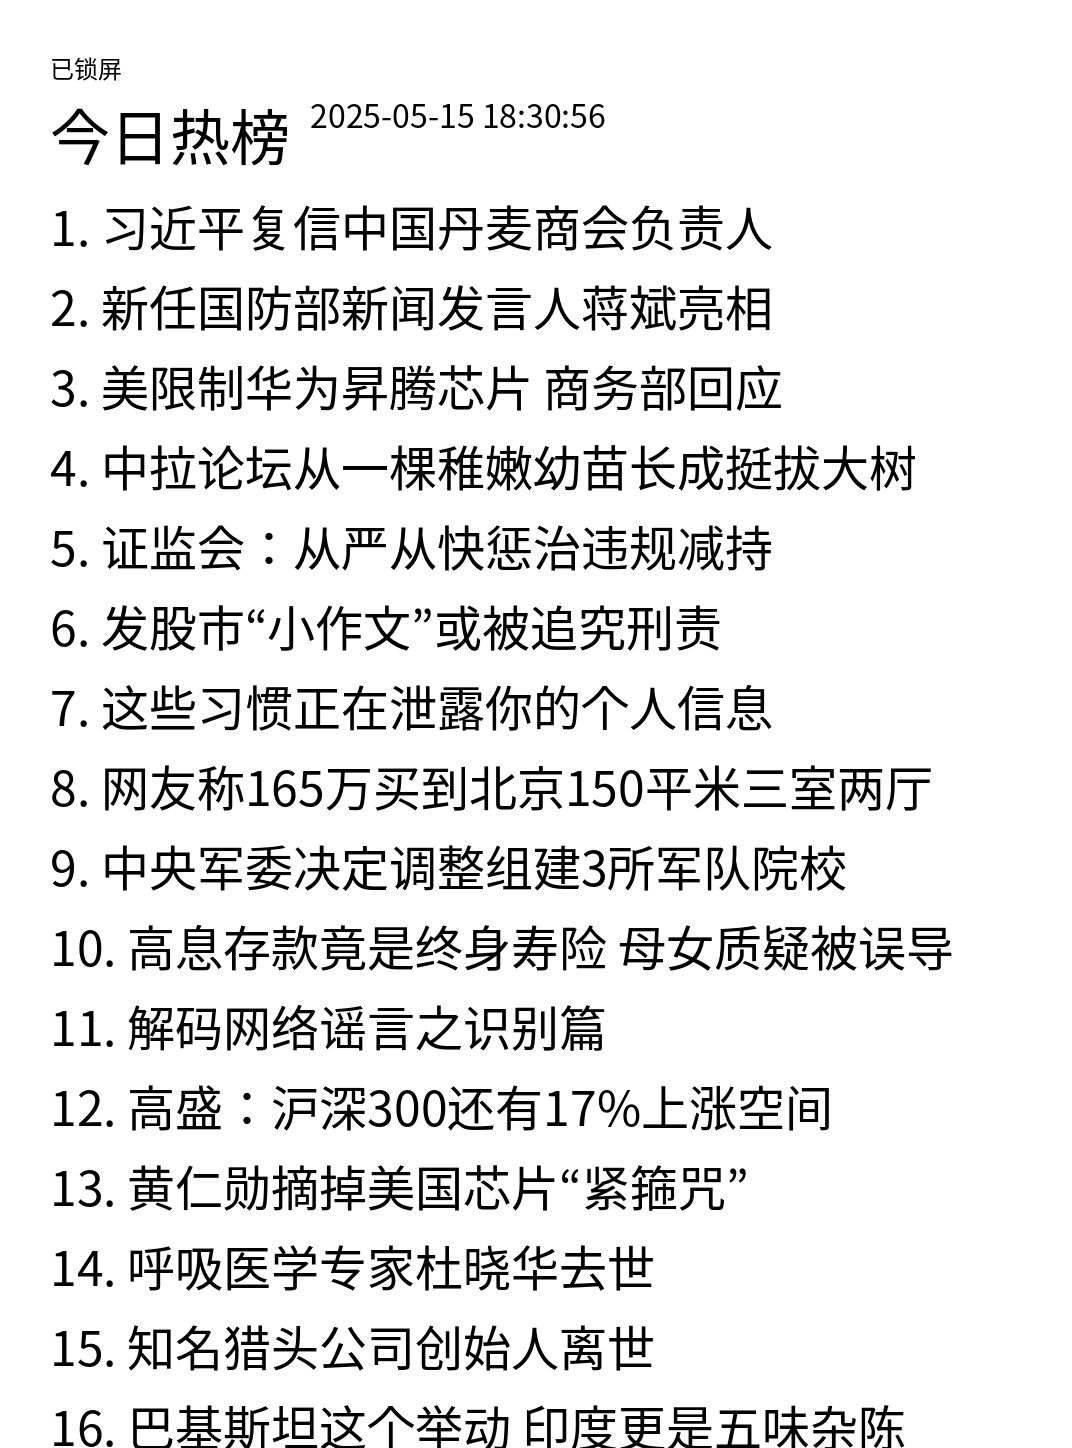 已锁屏
今日热榜 2025-05-15 18:30:56
1. 习近平复信中国丹麦商会负责人
2. 新任国防部新闻发言人蒋斌亮相
3. 美限制华为昇腾芯片 商务部回应
4. 中拉论坛从一棵稚嫩幼苗长成挺拔大树
5. 证监会：从严从快惩治违规减持
6. 发股市“小作文”或被追究刑责
7. 这些习惯正在泄露你的个人信息
8. 网友称165万买到北京150平米三室两厅
9. 中央军委决定调整组建3所军队院校
10. 高息存款竟是终身寿险 母女质疑被误导
11. 解码网络谣言之识别篇
12. 高盛：沪深300还有17%上涨空间
13. 黄仁勋摘掉美国芯片“紧箍咒”
14. 呼吸医学专家杜晓华去世
15. 知名猎头公司创始人离世
16. 巴基斯坦这个举动 印度更是五味杂陈